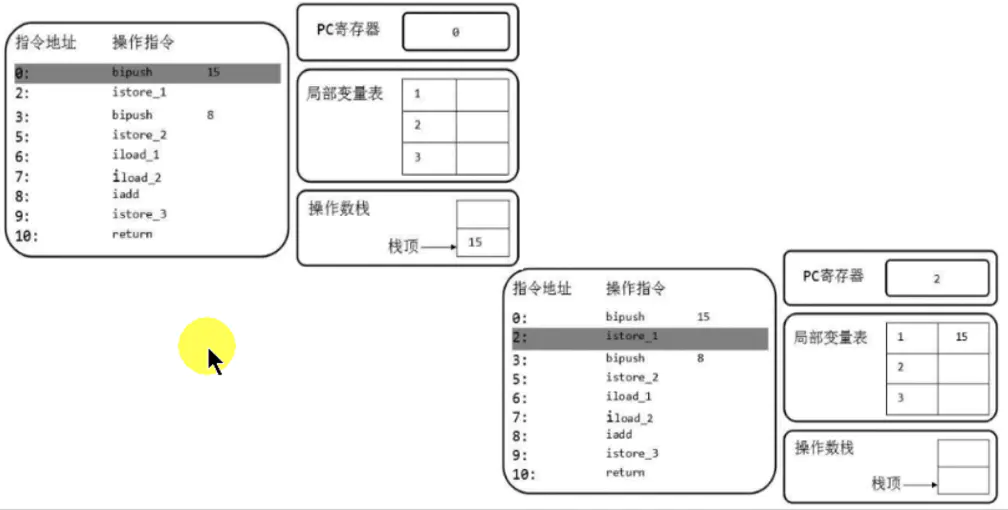 指令地址 操作指令
0: bipush 15
2: istore_1
3: bipush 8
5: istore_2
6: iload_1
7: iload_2
8: iadd
9: istore_3
10: return
PC寄存器 0
局部变量表
1
2
3
操作数栈
栈顶 15
指令地址 操作指令
0: bipush 15
2: istore_1
3: bipush 8
5: istore_2
6: iload_1
7: iload_2
8: iadd
9: istore_3
10: return
PC寄存器 2
局部变量表
1 15
2
3
操作数栈
栈顶